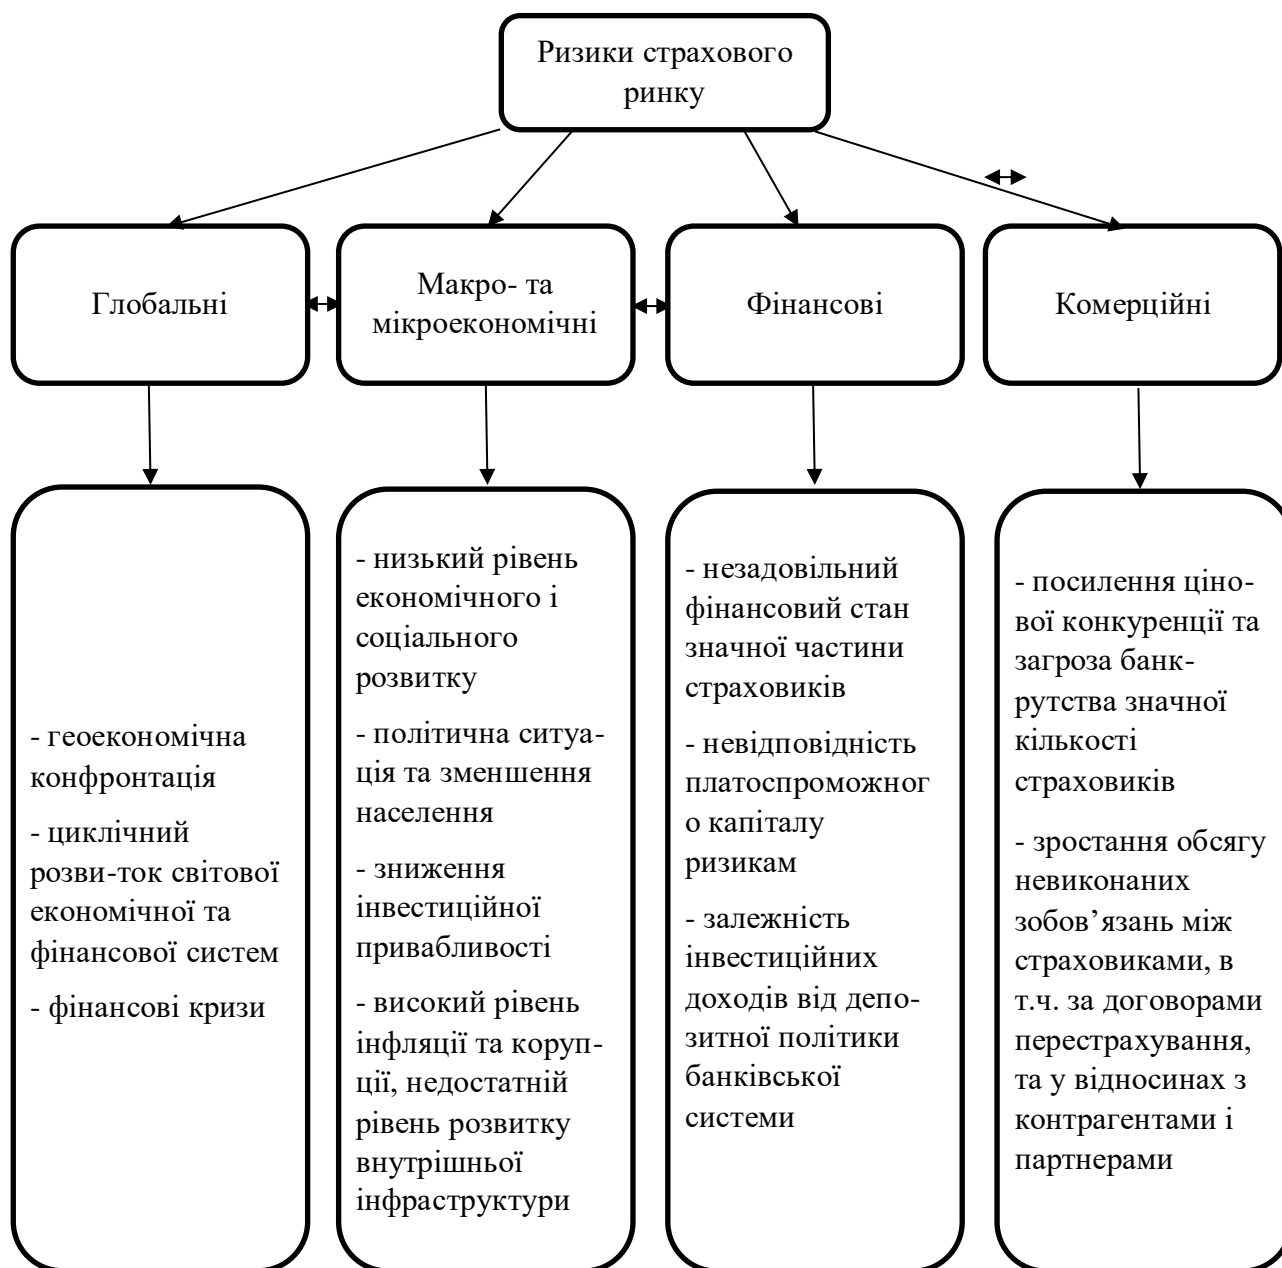 Ризики страхового
ринку
Глобальні
Макро- та
мікроекономічні
Фінансові
Комерційні
- геоекономічна
конфронтація
- циклічний
розви-ток світової
економічної та
фінансової систем
- фінансові кризи
- низький рівень
економічного і
соціального
розвитку
- політична ситуа-
ція та зменшення
населення
- зниження
інвестиційної
привабливості
- високий рівень
інфляції та коруп-
ції, недостатній
рівень розвитку
внутрішньої
інфраструктури
- незадовільний
фінансовий стан
значної частини
страховиків
- невідповідність
платоспроможног
о капіталу
ризикам
- залежність
інвестиційних
доходів від депо-
зитної політики
банківської
системи
- посилення ціно-
вої конкуренції та
загроза банк-
рутства значної
кількості
страховиків
- зростання обсягу
невиконаних
зобов’язань між
страховиками, в
т.ч. за договорами
перестрахування,
та у відносинах з
контрагентами і
партнерами